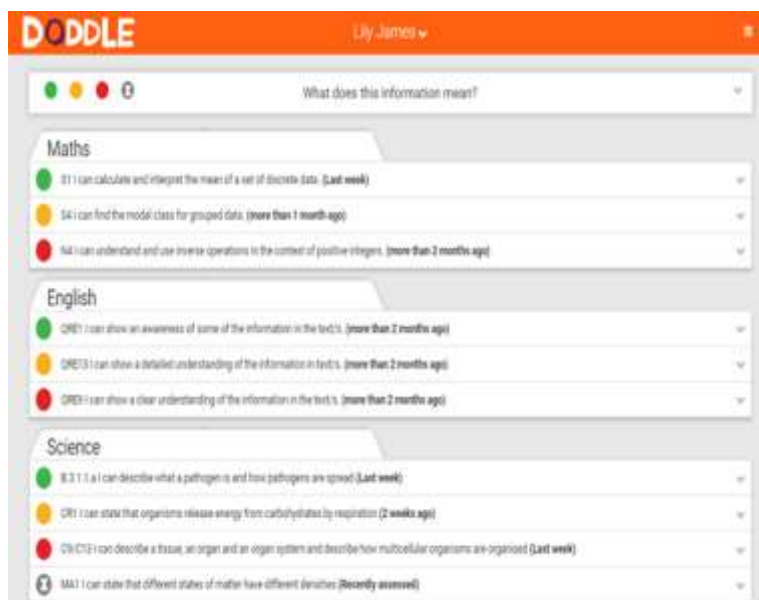 DODDLE
Lily James
What does this information mean?
Maths
S1 I can calculate and interpret the mean of a set of discrete data. (Last week)
S4 I can find the modal class for grouped data. (more than 1 month ago)
N4 I can understand and use inverse operations in the context of positive integers. (more than 2 months ago)
English
QRE1 I can show an awareness of some of the information in the text/s. (more than 2 months ago)
QRE13 I can show a detailed understanding of the information in text/s. (more than 2 months ago)
QRE9 I can show a clear understanding of the information in the text/s. (more than 2 months ago)
Science
B.3 1.1.a I can describe what a pathogen is and how pathogens are spread (Last week)
CR1 I can state that organisms release energy from carbohydrates by respiration (2 weeks ago)
I can describe a tissue, an organ and an organ system and describe how multicellular organisms are organised (Last week)
MA1 I can state that different states of matter have different densities (Recently assessed)